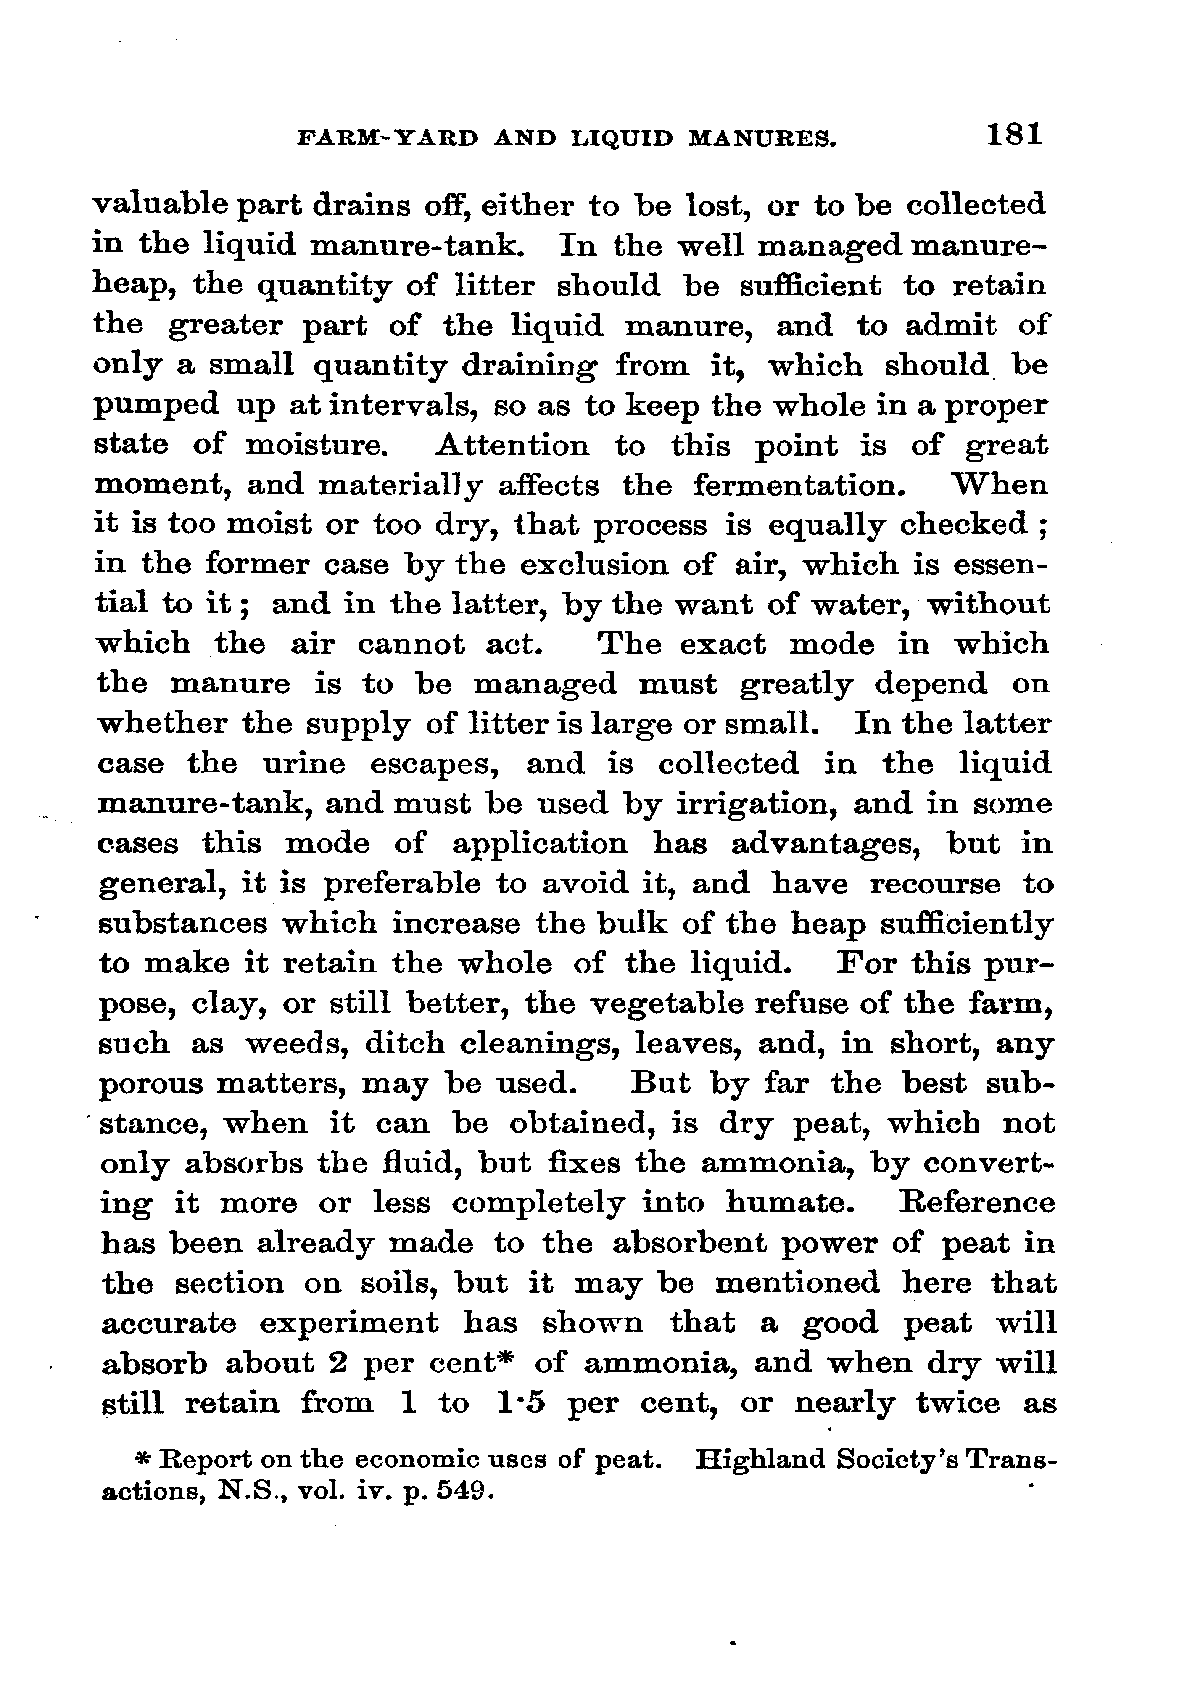 FARM-YARD AND LIQUID MANURES. 181
valuable part drains off, either to be lost, or to be collected
in the liquid manure-tank. In the well managed manure-
heap, the quantity of litter should be sufficient to retain
the greater part of the liquid manure, and to admit of
only a small quantity draining from it, which should be
pumped up at intervals, so as to keep the whole in a proper
state of moisture. Attention to this point is of great
moment, and materially affects the fermentation. When
it is too moist or too dry, that process is equally checked ;
in the former case by the exclusion of air, which is essen-
tial to it ; and in the latter, by the want of water, without
which the air cannot act. The exact mode in which
the manure is to be managed must greatly depend on
whether the supply of litter is large or small. In the latter
case the urine escapes, and is collected in the liquid
manure-tank, and must be used by irrigation, and in some
cases this mode of application has advantages, but in
general, it is preferable to avoid it, and have recourse to
substances which increase the bulk of the heap sufficiently
to make it retain the whole of the liquid. For this pur-
pose, clay, or still better, the vegetable refuse of the farm,
such as weeds, ditch cleanings, leaves, and, in short, any
porous matters, may be used. But by far the best sub-
stance, when it can be obtained, is dry peat, which not
only absorbs the fluid, but fixes the ammonia, by convert-
ing it more or less completely into humate. Reference
has been already made to the absorbent power of peat in
the section on soils, but it may be mentioned here that
accurate experiment has shown that a good peat will
absorb about 2 per cent* of ammonia, and when dry will
still retain from 1 to 1·5 per cent, or nearly twice as
* Report on the economic uses of peat. Highland Society's Trans-
actions, N.S., vol. iv. p. 549.